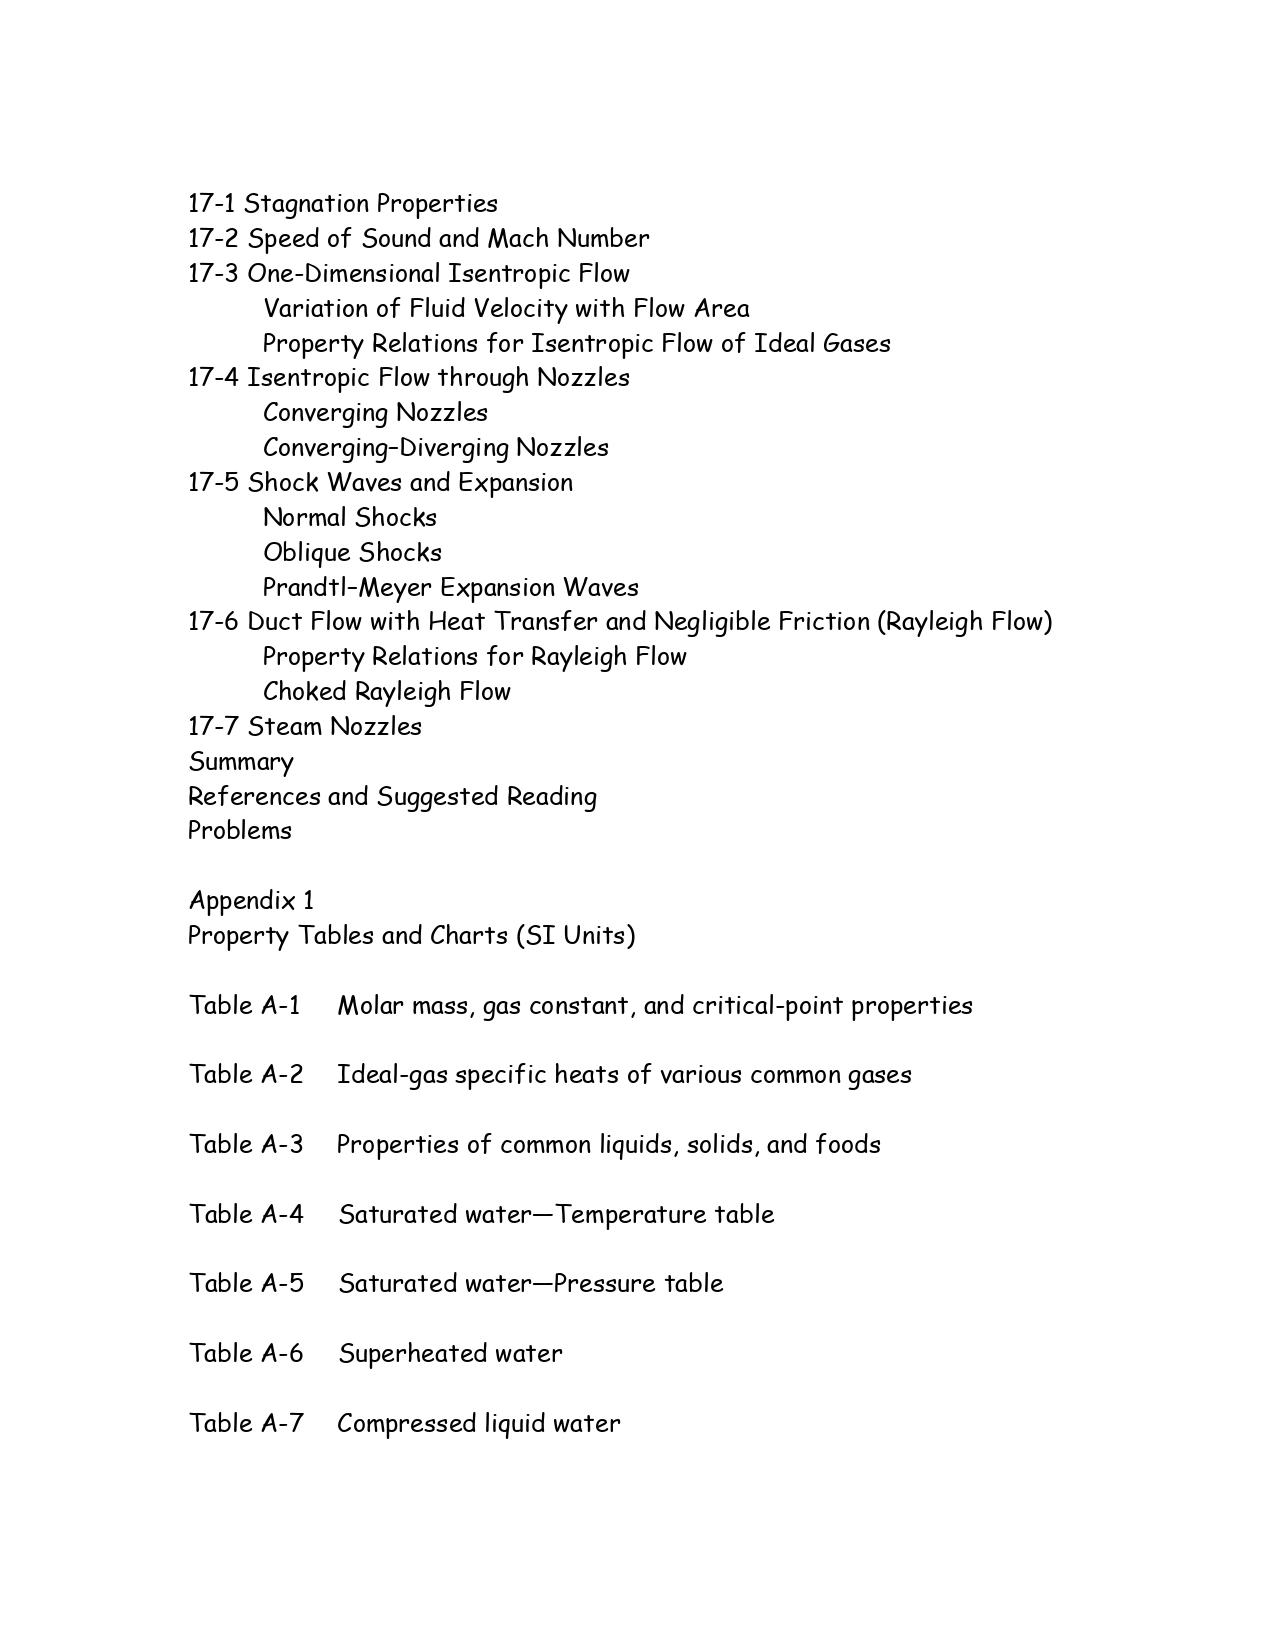 17-1 Stagnation Properties
17-2 Speed of Sound and Mach Number
17-3 One-Dimensional Isentropic Flow
Variation of Fluid Velocity with Flow Area
Property Relations for Isentropic Flow of Ideal Gases
17-4 Isentropic Flow through Nozzles
Converging Nozzles
Converging–Diverging Nozzles
17-5 Shock Waves and Expansion
Normal Shocks
Oblique Shocks
Prandtl–Meyer Expansion Waves
17-6 Duct Flow with Heat Transfer and Negligible Friction (Rayleigh Flow)
Property Relations for Rayleigh Flow
Choked Rayleigh Flow
17-7 Steam Nozzles
Summary
References and Suggested Reading
Problems
Appendix 1
Property Tables and Charts (SI Units)
Table A-1 Molar mass, gas constant, and critical-point properties
Table A-2 Ideal-gas specific heats of various common gases
Table A-3 Properties of common liquids, solids, and foods
Table A-4 Saturated water—Temperature table
Table A-5 Saturated water—Pressure table
Table A-6 Superheated water
Table A-7 Compressed liquid water